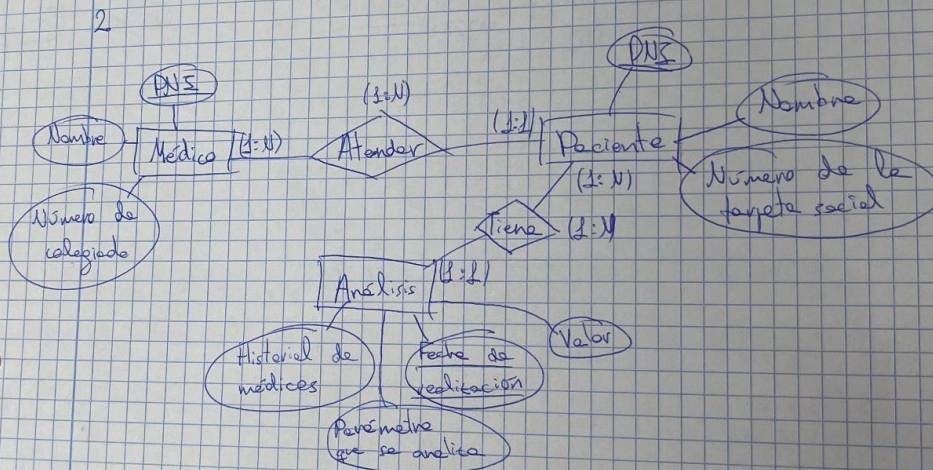 2
DNI
DNI
(1:N)
Nombre
Nombre
Médico
(1:N)
Atender
(1:1)
Paciente
(1:N)
Número de la
tarjeta social
Número de
colegiado
Tiene
(1:N
Análisis
(1:1)
Valor
Historial de
médices
Fecha de
realización
Parámetro
que se analiza